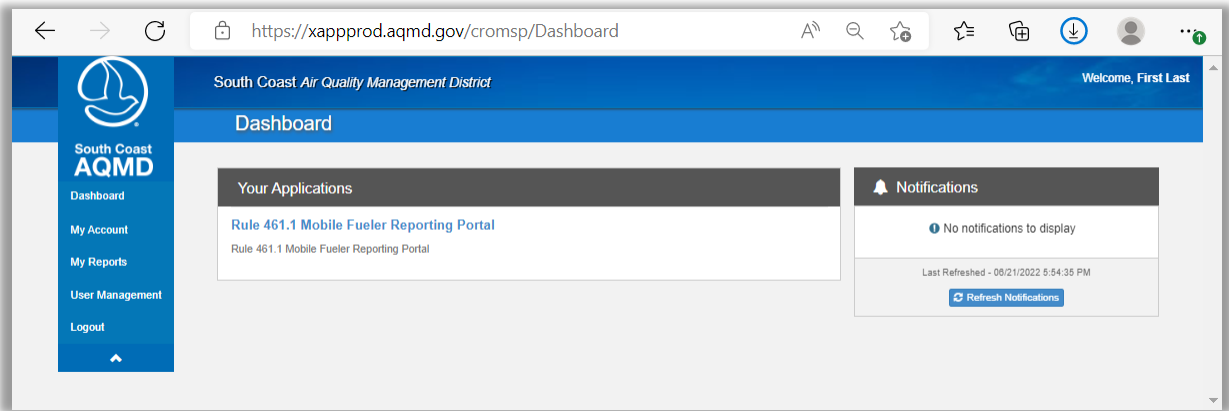 https://xappprod.aqmd.gov/cromsp/Dashboard
South Coast Air Quality Management District
Welcome, First Last
Dashboard
South Coast
AQMD
Dashboard
My Account
My Reports
User Management
Logout
Your Applications
Rule 461.1 Mobile Fueler Reporting Portal
Rule 461.1 Mobile Fueler Reporting Portal
Notifications
No notifications to display
Last Refreshed - 06/21/2022 5:54:35 PM
Refresh Notifications